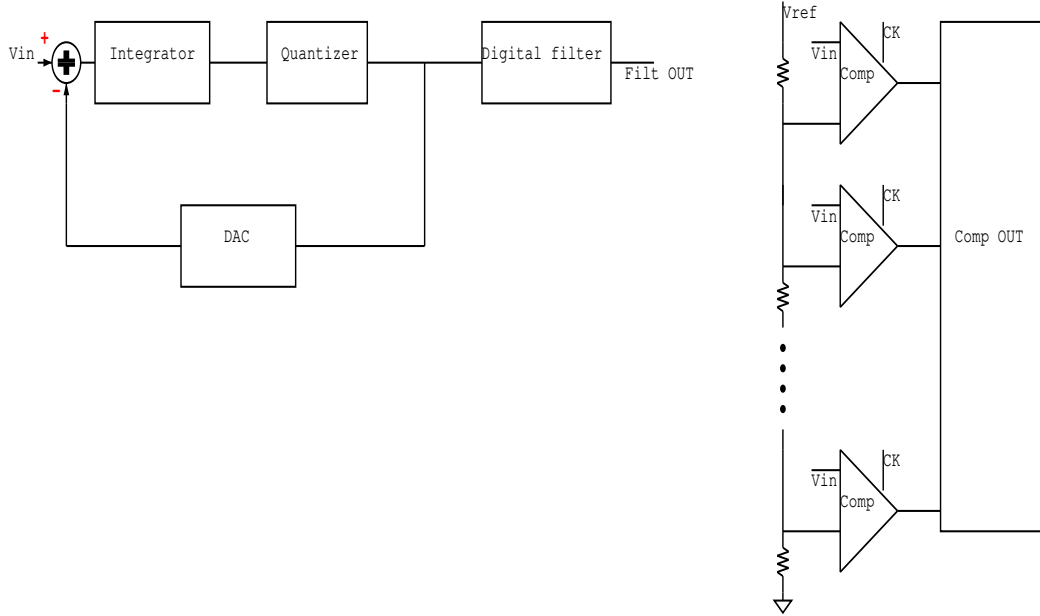 Vin
+
-
Integrator
Quantizer
Digital filter
Filt OUT
DAC
Vref
Vin
Comp
CK
Vin
Comp
CK
Comp OUT
Vin
Comp
CK